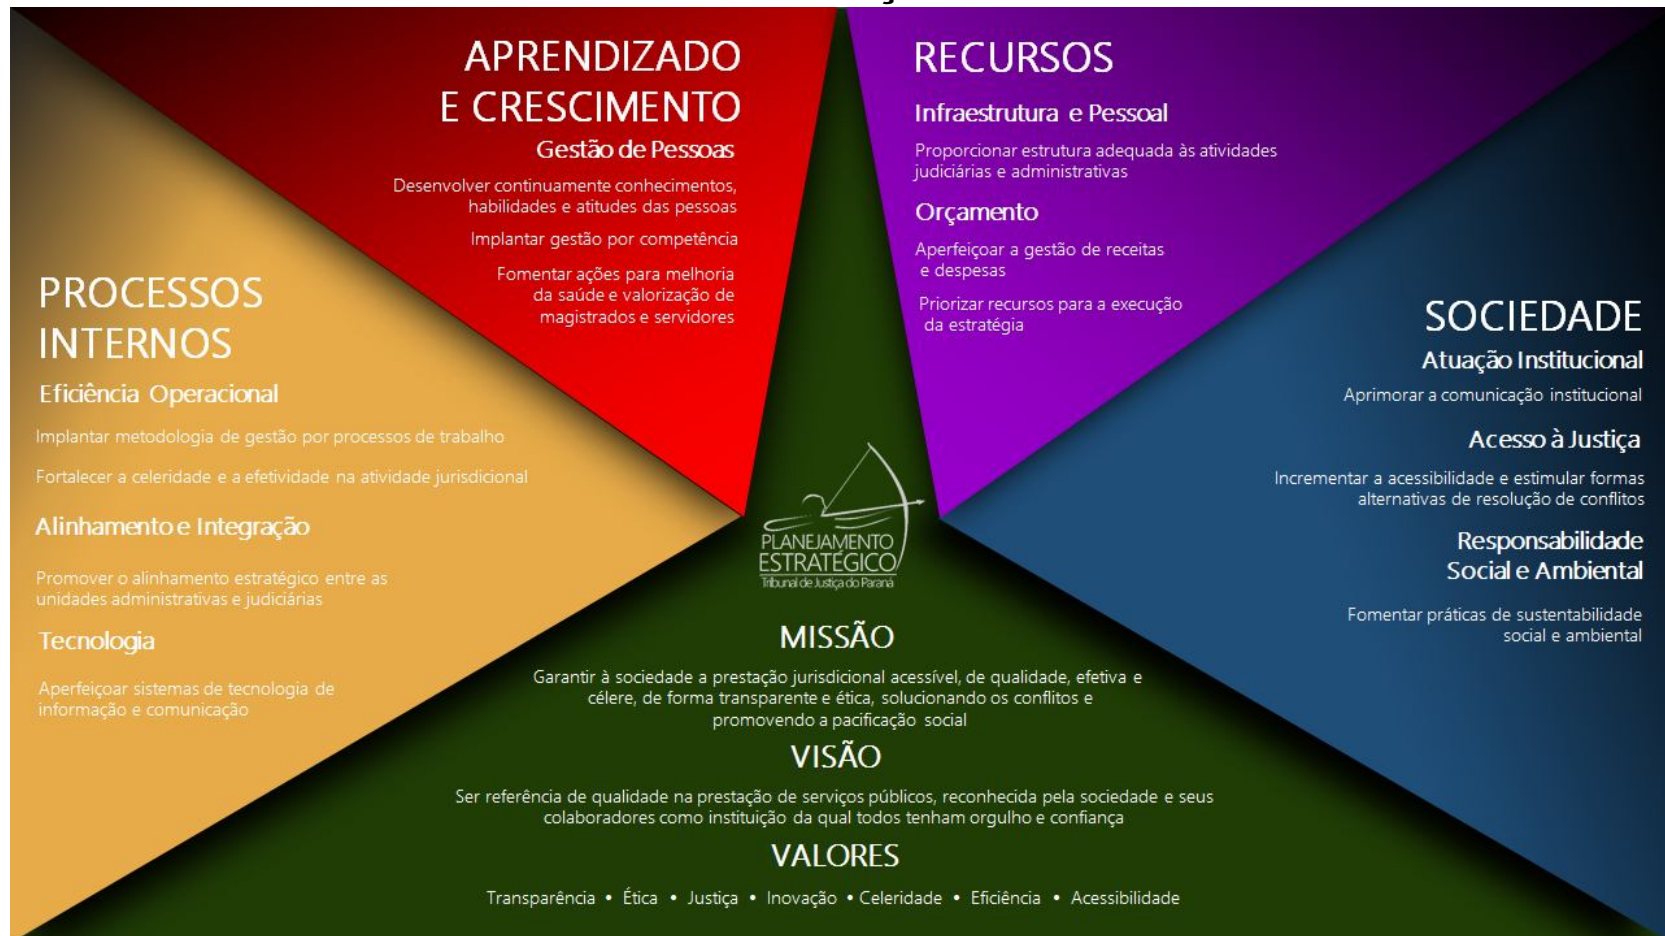 APRENDIZADO
E CRESCIMENTO
Gestão de Pessoas
Desenvolver continuamente conhecimentos,
habilidades e atitudes das pessoas
Implantar gestão por competência
Fomentar ações para melhoria
da saúde e valorização de
magistrados e servidores
RECURSOS
Infraestrutura e Pessoal
Proporcionar estrutura adequada às atividades
judiciárias e administrativas
Orçamento
Aperfeiçoar a gestão de receitas
e despesas
Priorizar recursos para a execução
da estratégia
PROCESSOS
INTERNOS
Eficiência Operacional
Implantar metodologia de gestão por processos de trabalho
Fortalecer a celeridade e a efetividade na atividade jurisdicional
Alinhamento e Integração
Promover o alinhamento estratégico entre as
unidades administrativas e judiciárias
Tecnologia
Aperfeiçoar sistemas de tecnologia de
informação e comunicação
SOCIEDADE
Atuação Institucional
Aprimorar a comunicação institucional
Acesso à Justiça
Incrementar a acessibilidade e estimular formas
alternativas de resolução de conflitos
Responsabilidade
Social e Ambiental
Fomentar práticas de sustentabilidade
social e ambiental
PLANEJAMENTO
ESTRATÉGICO
Tribunal de Justiça do Paraná
MISSÃO
Garantir à sociedade a prestação jurisdicional acessível, de qualidade, efetiva e
célere, de forma transparente e ética, solucionando os conflitos e
promovendo a pacificação social
VISÃO
Ser referência de qualidade na prestação de serviços públicos, reconhecida pela sociedade e seus
colaboradores como instituição da qual todos tenham orgulho e confiança
VALORES
Transparência • Ética • Justiça • Inovação • Celeridade • Eficiência • Acessibilidade